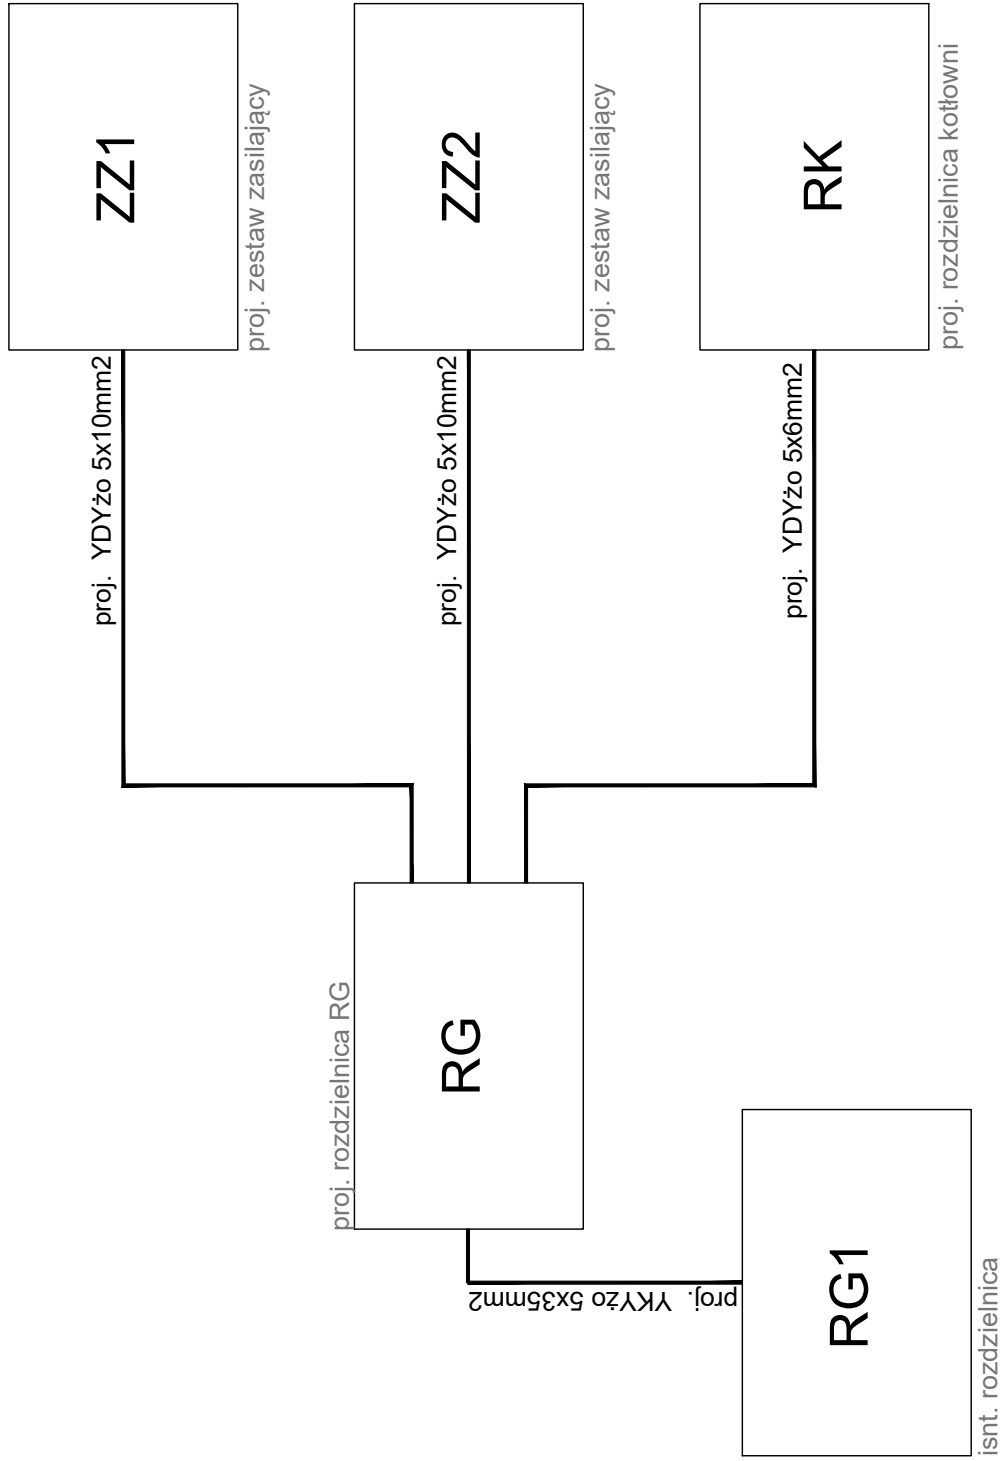 ZZ1
proj. zestaw zasilający
proj. YDYżo 5x10mm2
ZZ2
proj. zestaw zasilający
proj. YDYżo 5x10mm2
RK
proj. rozdzielnica kotłowni
proj. YDYżo 5x6mm2
proj. rozdzielnica RG
RG
proj. YKYżo 5x35mm2
RG1
isnt. rozdzielnica